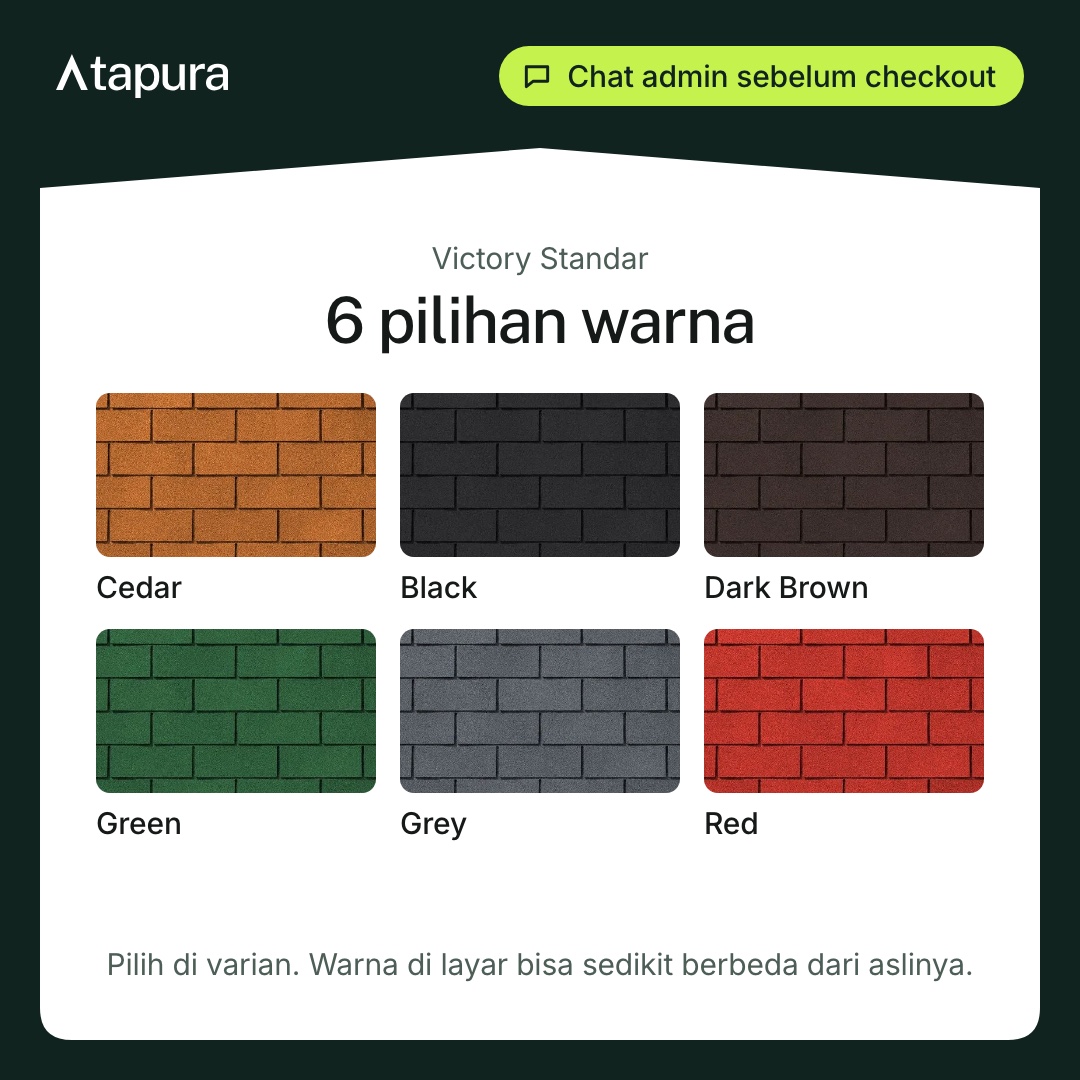 Atapura
Chat admin sebelum checkout
Victory Standar
6 pilihan warna
Cedar
Black
Dark Brown
Green
Grey
Red
Pilih di varian. Warna di layar bisa sedikit berbeda dari aslinya.